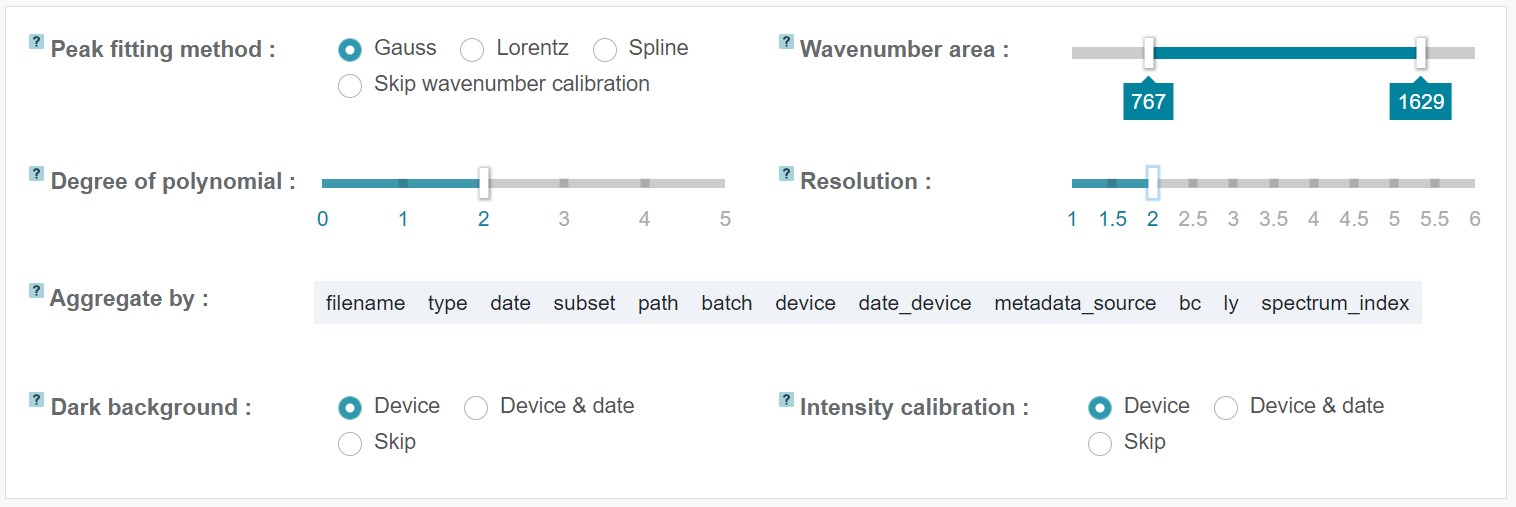 ? Peak fitting method : Gauss Lorentz Spline
Skip wavenumber calibration
? Wavenumber area :
767 1629
? Degree of polynomial :
0 1 2 3 4 5
? Resolution :
1 1.5 2 2.5 3 3.5 4 4.5 5 5.5 6
? Aggregate by : filename type date subset path batch device date_device metadata_source bc ly spectrum_index
? Dark background : Device Device & date
Skip
? Intensity calibration : Device Device & date
Skip